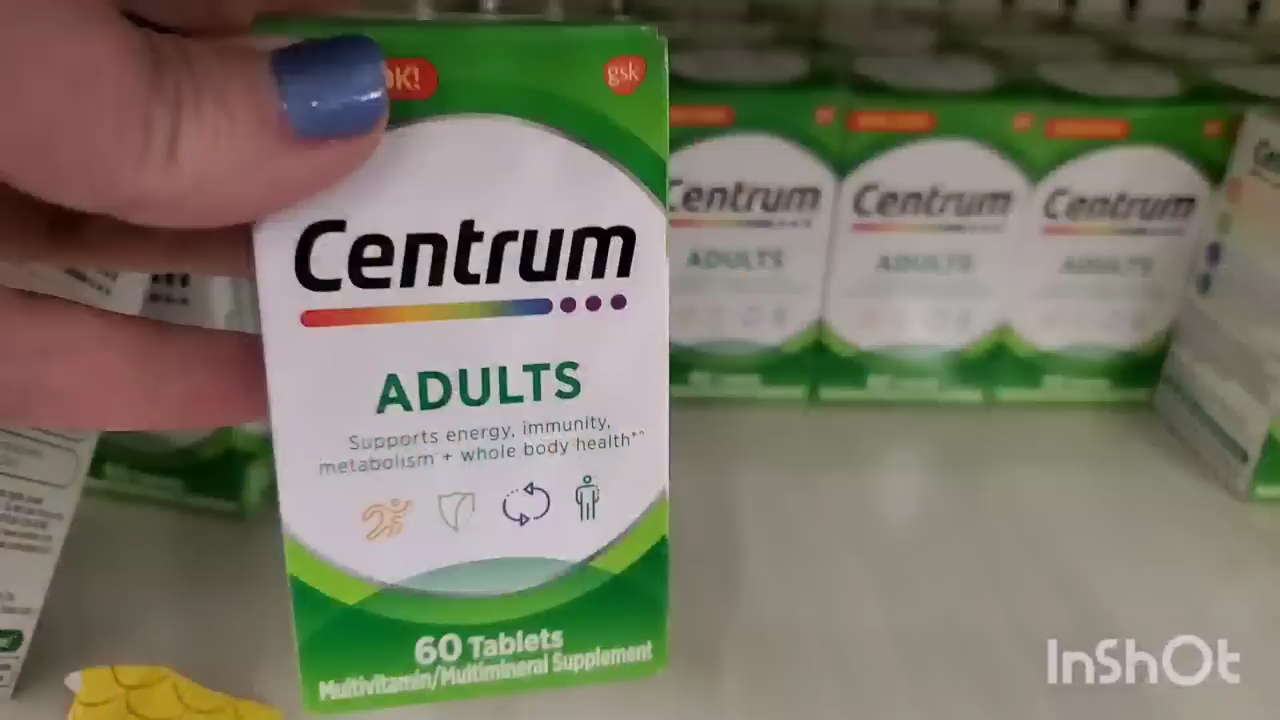 OK!
gsk
Centrum
ADULTS
Supports energy, immunity,
metabolism^ + whole body health**^
60 Tablets
Multivitamin/Multimineral Supplement
Centrum
ADULTS
Centrum
ADULTS
Centrum
ADULTS
InShOt